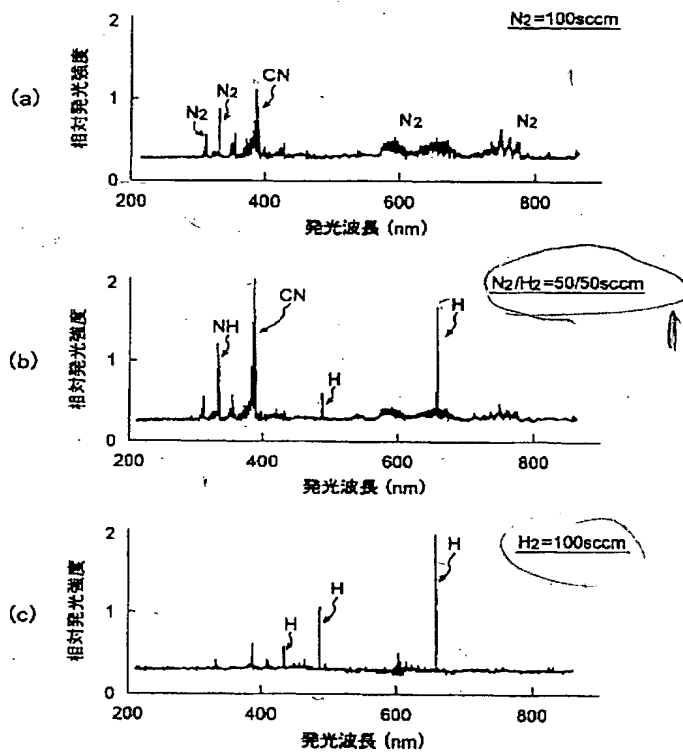 N2=100sccm
(a)
相対発光強度
2
1
0
N2
N2
CN
N2
N2
200 400 600 800
発光波長 (nm)
N2/H2=50/50sccm
(b)
相対発光強度
2
1
0
NH
CN
H
H
200 400 600 800
発光波長 (nm)
H2=100sccm
(c)
相対発光強度
2
1
0
H
H
H
200 400 600 800
発光波長 (nm)